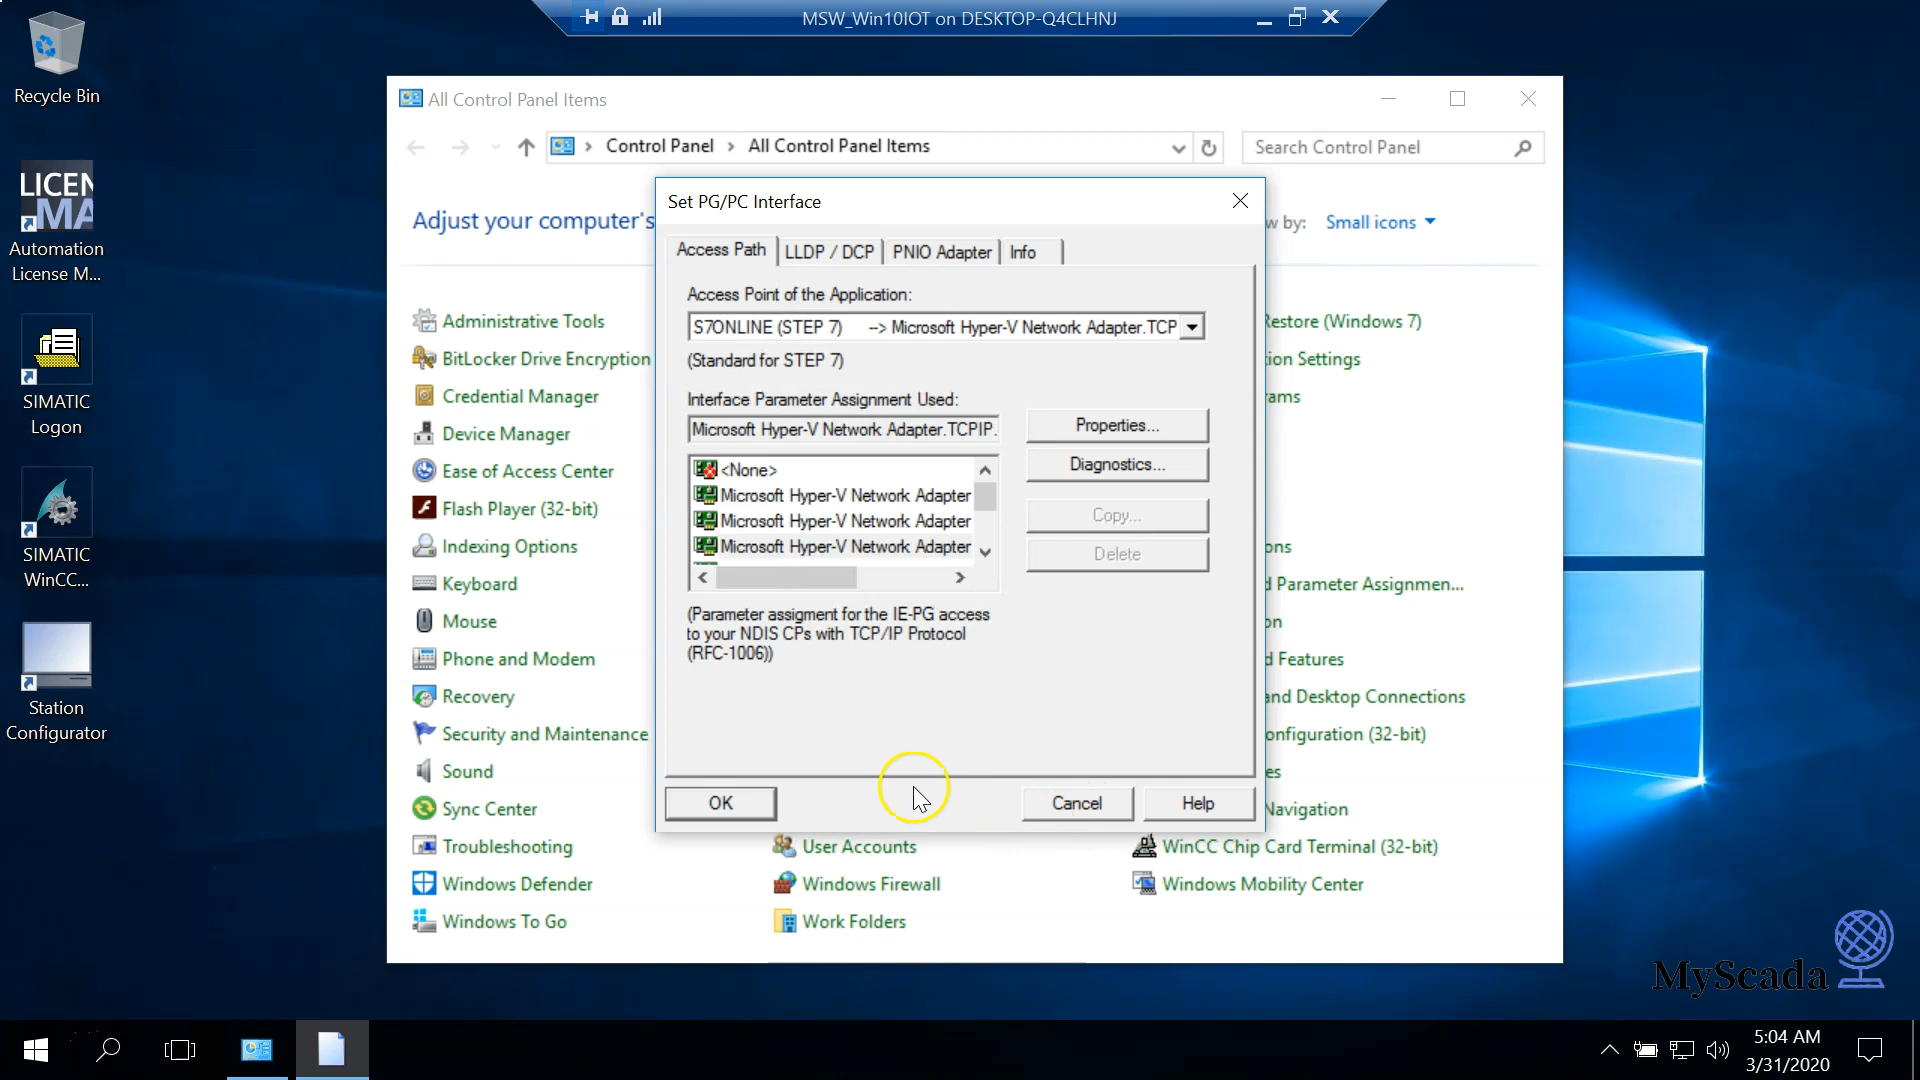 MSW_Win10IOT on DESKTOP-Q4CLHNJ
Recycle Bin
LICEN
MA
Automation
License M...
SIMATIC
Logon
SIMATIC
WinCC...
Station
Configurator
All Control Panel Items
Control Panel > All Control Panel Items
Search Control Panel
Adjust your computer's
w by: Small icons
Administrative Tools
BitLocker Drive Encryption
Credential Manager
Device Manager
Ease of Access Center
Flash Player (32-bit)
Indexing Options
Keyboard
Mouse
Phone and Modem
Recovery
Security and Maintenance
Sound
Sync Center
Troubleshooting
Windows Defender
Windows To Go
User Accounts
Windows Firewall
Work Folders
Restore (Windows 7)
ion Settings
rams
ons
d Parameter Assignmen...
on
d Features
and Desktop Connections
onfiguration (32-bit)
es
Navigation
WinCC Chip Card Terminal (32-bit)
Windows Mobility Center
Set PG/PC Interface
Access Path
LLDP / DCP
PNIO Adapter
Info
Access Point of the Application:
S7ONLINE (STEP 7) --> Microsoft Hyper-V Network Adapter.TCP
(Standard for STEP 7)
Interface Parameter Assignment Used:
Microsoft Hyper-V Network Adapter.TCPIP.
Properties...
<None>
Microsoft Hyper-V Network Adapter
Microsoft Hyper-V Network Adapter
Microsoft Hyper-V Network Adapter
Diagnostics...
Copy...
Delete
(Parameter assigment for the IE-PG access
to your NDIS CPs with TCP/IP Protocol
(RFC-1006))
OK
Cancel
Help
MyScada
5:04 AM
3/31/2020